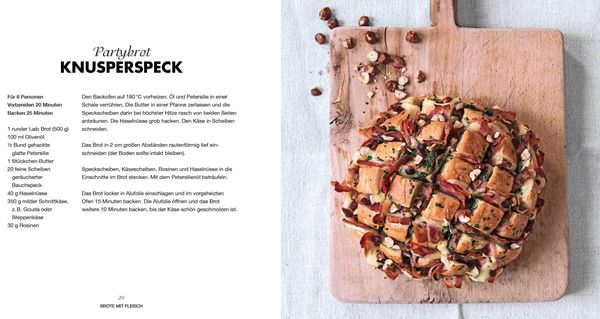 Partybrot
KNUSPERSPECK
Für 6 Personen
Vorbereiten 20 Minuten
Backen 25 Minuten
1 runder Laib Brot (500 g)
100 ml Olivenöl
½ Bund gehackte
glatte Petersilie
1 Stückchen Butter
20 feine Scheiben
geräucherter
Bauchspeck
40 g Haselnüsse
350 g milder Schnittkäse,
z. B. Gouda oder
Steppenkäse
30 g Rosinen
Den Backofen auf 180 °C vorheizen. Öl und Petersilie in einer
Schale verrühren. Die Butter in einer Pfanne zerlassen und die
Speckscheiben darin bei höchster Hitze rasch von beiden Seiten
anbräunen. Die Haselnüsse grob hacken. Den Käse in Scheiben
schneiden.
Das Brot in 2 cm großen Abständen rautenförmig tief ein-
schneiden (der Boden sollte intakt bleiben).
Speckscheiben, Käsescheiben, Rosinen und Haselnüsse in die
Einschnitte im Brot stecken. Mit dem Petersilienöl beträufeln.
Das Brot locker in Alufolie einschlagen und im vorgeheizten
Ofen 15 Minuten backen. Die Alufolie öffnen und das Brot
weitere 10 Minuten backen, bis der Käse schön geschmolzen ist.
20
BROTE MIT FLEISCH